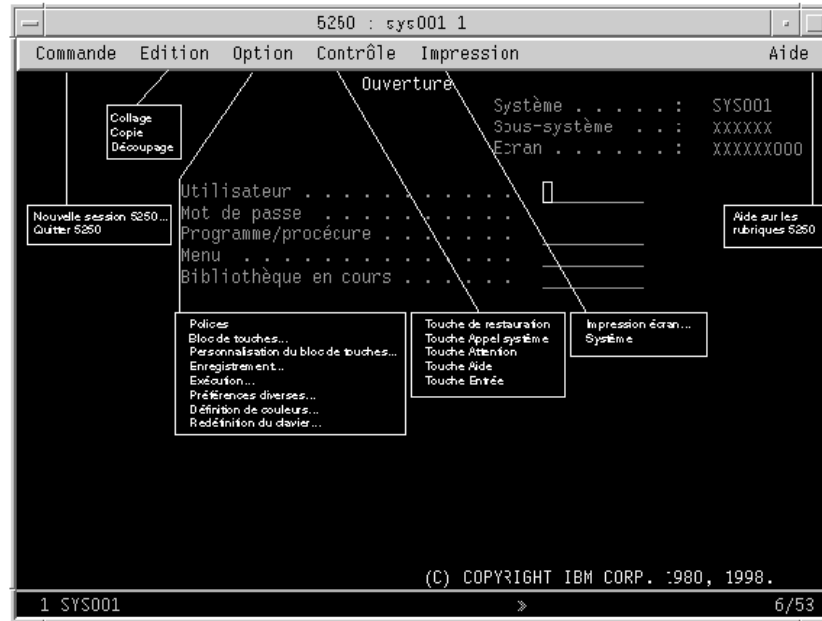 5250 : sys001 1
Commande Edition Option Contrôle Impression Aide
Ouverture
Système . . . . . : SYS001
Sous-système . . : XXXXXX
Ecran . . . . . . : XXXXXX000
Collage
Copie
Découpage
Utilisateur . . . . . . . . . . .
Mot de passe . . . . . . . . . .
Programme/procécure . . . . . . .
Menu . . . . . . . . . . . . . .
Bibliothèque en cours . . . . . .
Nouvelle session 5250...
Quitter 5250
Aide sur les
rubriques 5250
Polices
Bloc de touches...
Personnalisation du bloc de touches...
Enregistrement...
Exécution...
Préférences diverses...
Définition de couleurs...
Redéfinition du clavier...
Touche de restauration
Touche Appel système
Touche Attention
Touche Aide
Touche Entrée
Impression écran...
Système
(C) COPYRIGHT IBM CORP. 1980, 1998.
1 SYS001 » 6/53